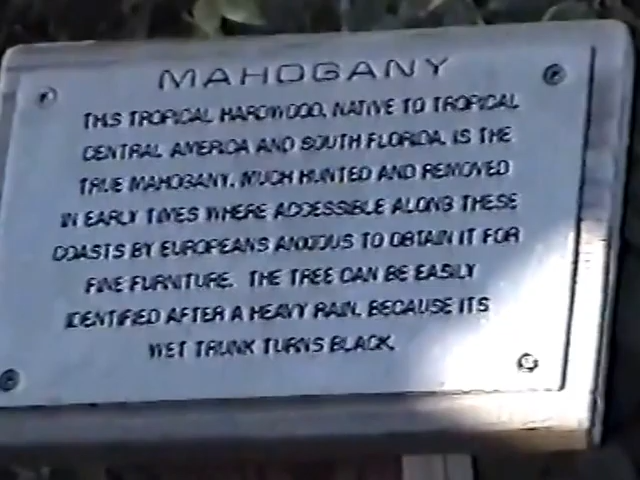 MAHOGANY
THIS TROPICAL HARDWOOD, NATIVE TO TROPICAL
CENTRAL AMERICA AND SOUTH FLORIDA, IS THE
TRUE MAHOGANY. MUCH HUNTED AND REMOVED
IN EARLY TIMES WHERE ACCESSIBLE ALONG THESE
COASTS BY EUROPEANS ANXIOUS TO OBTAIN IT FOR
FINE FURNITURE. THE TREE CAN BE EASILY
IDENTIFIED AFTER A HEAVY RAIN, BECAUSE ITS
WET TRUNK TURNS BLACK.